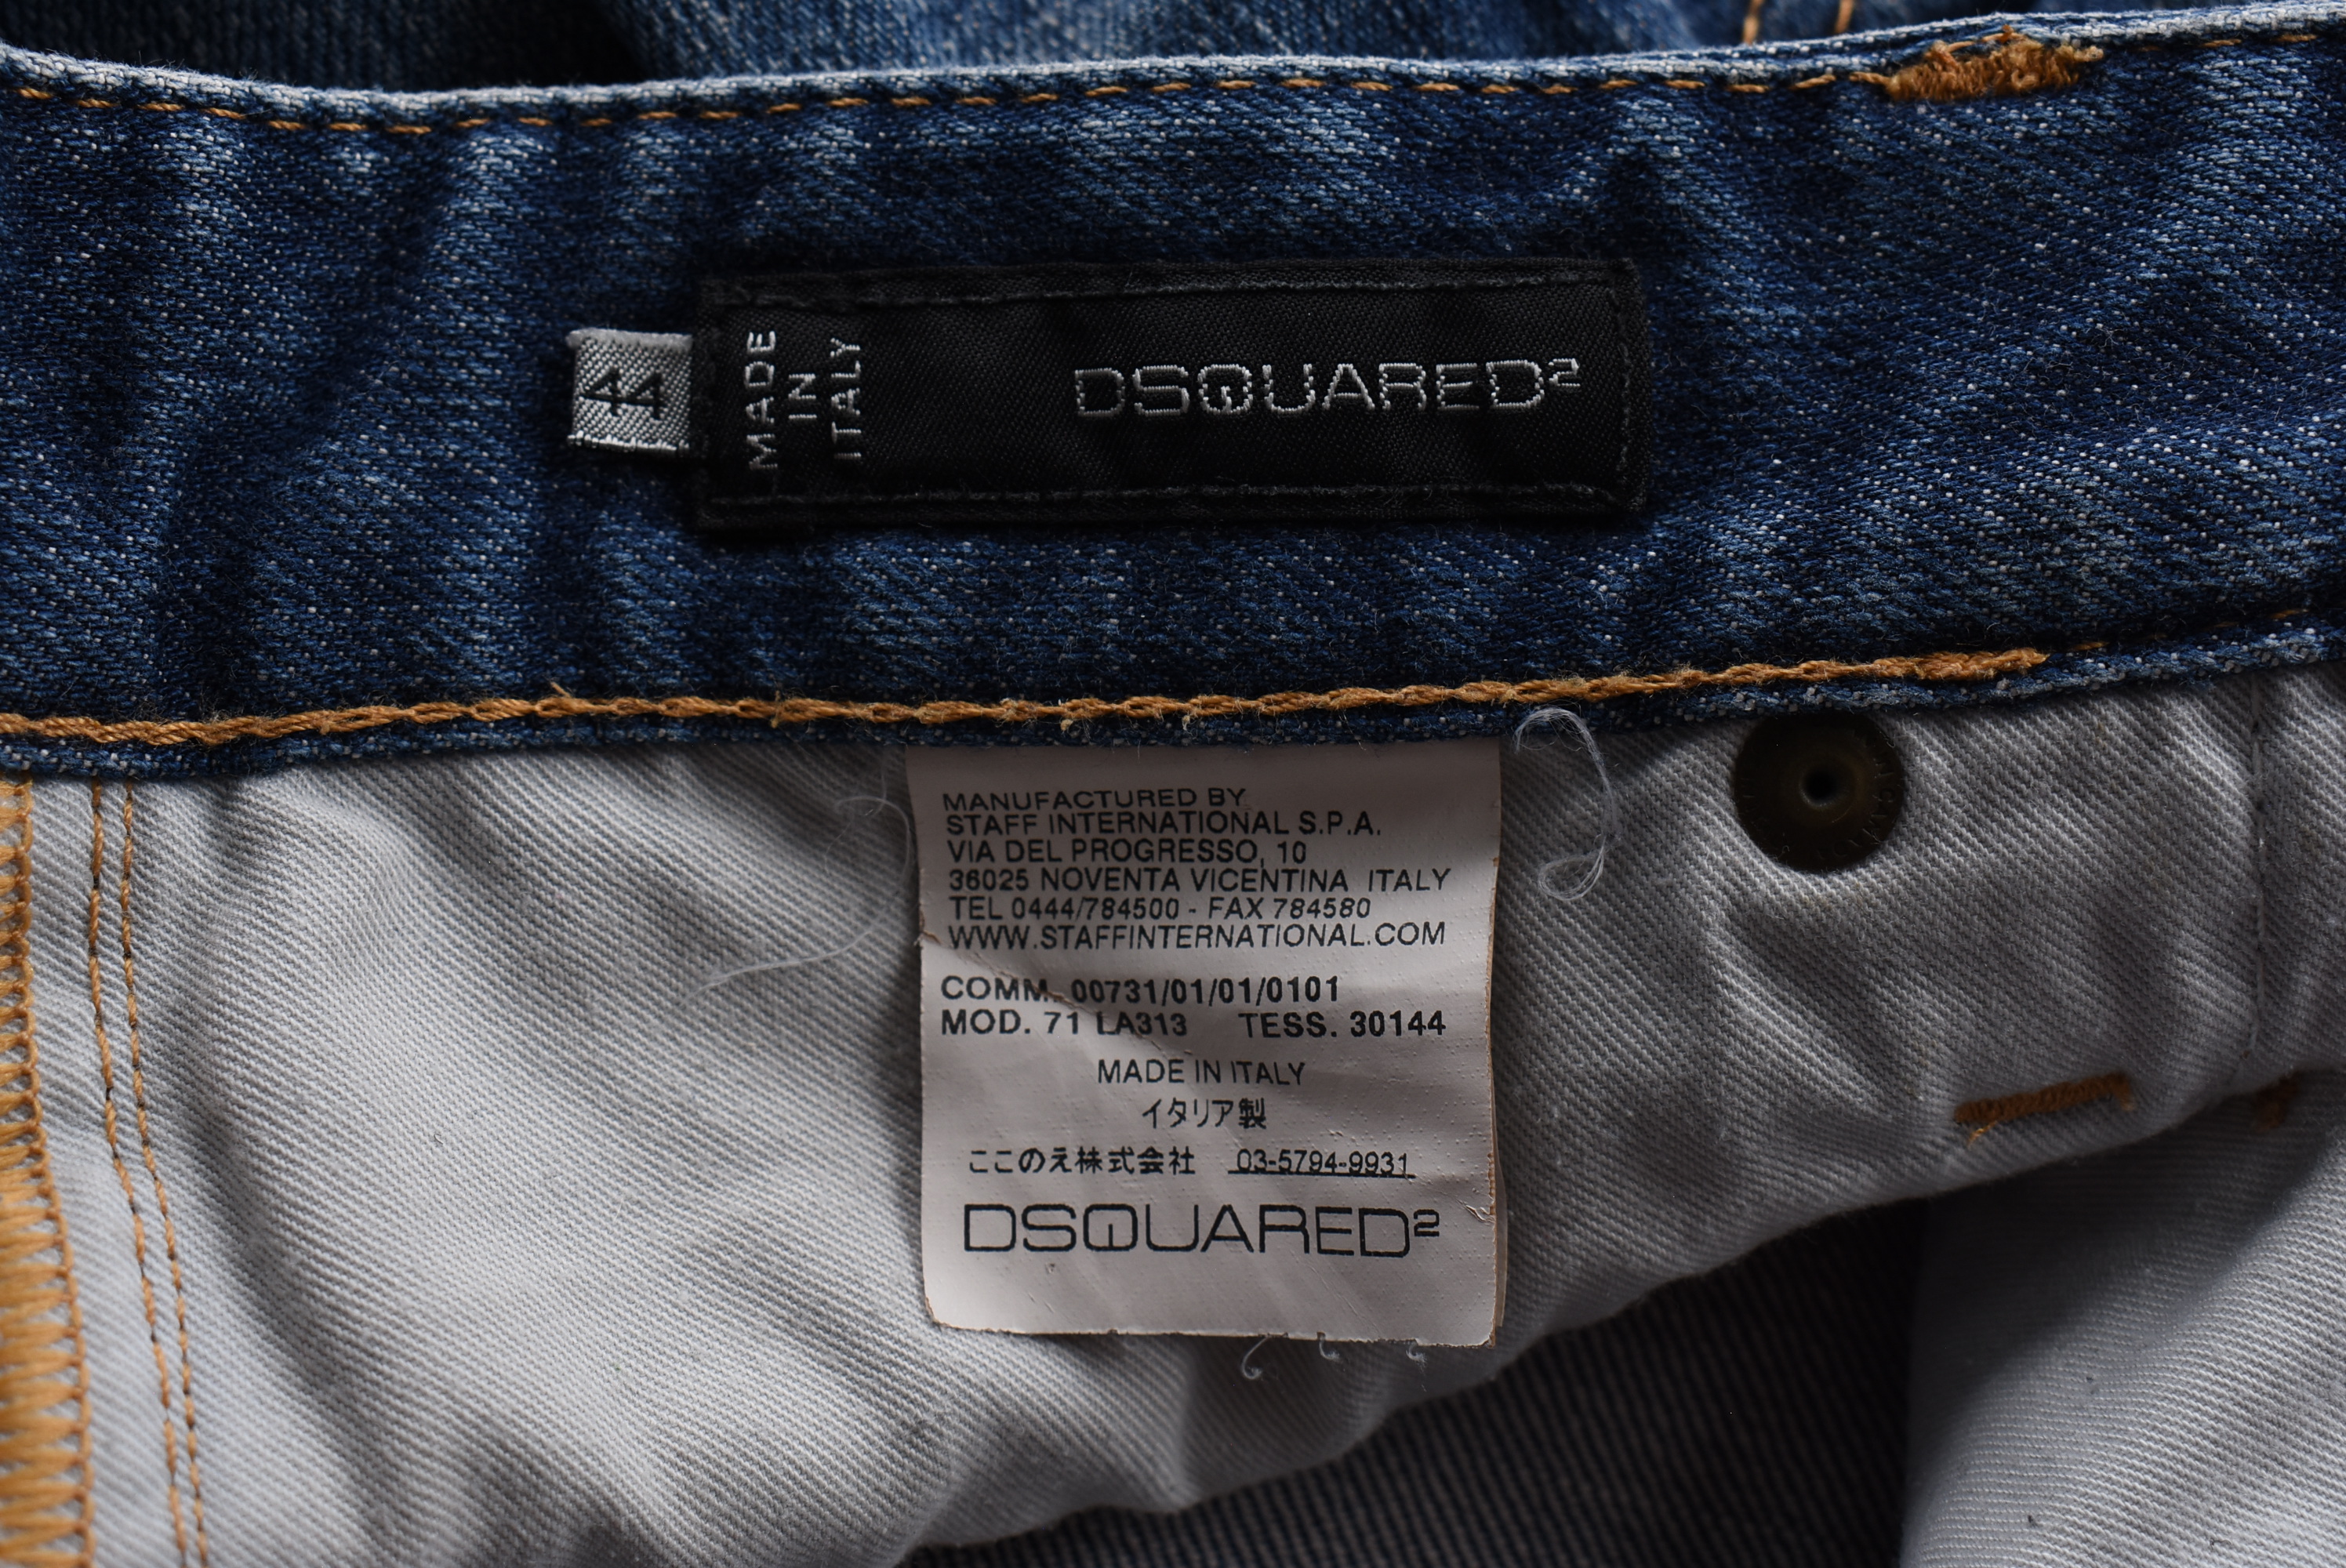 44
MADE
IN
ITALY
DSQUARED²
MANUFACTURED BY
STAFF INTERNATIONAL S.P.A.
VIA DEL PROGRESSO, 10
36025 NOVENTA VICENTINA ITALY
TEL 0444/784500 - FAX 784580
WWW.STAFFINTERNATIONAL.COM
COMM. 00731/01/01/0101
MOD. 71 LA313 TESS. 30144
MADE IN ITALY
イタリア製
ここのえ株式会社 03-5794-9931
DSQUARED²